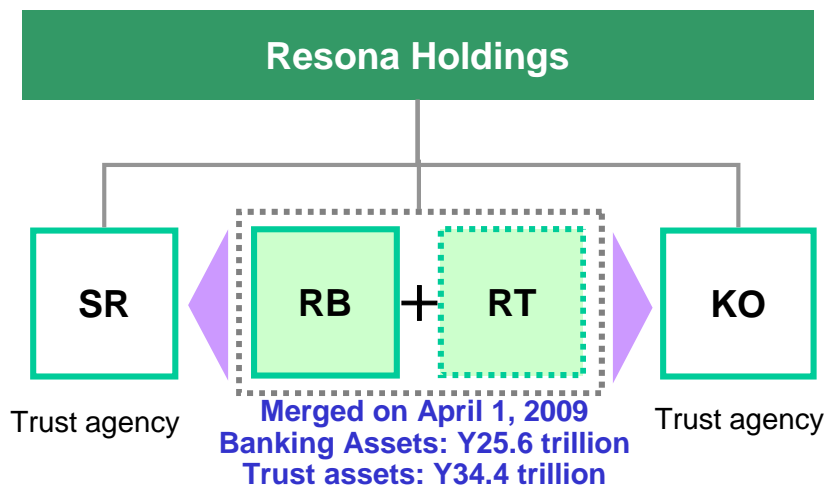 Resona Holdings
SR
RB + RT
KO
Trust agency
Merged on April 1, 2009
Banking Assets: Y25.6 trillion
Trust assets: Y34.4 trillion
Trust agency